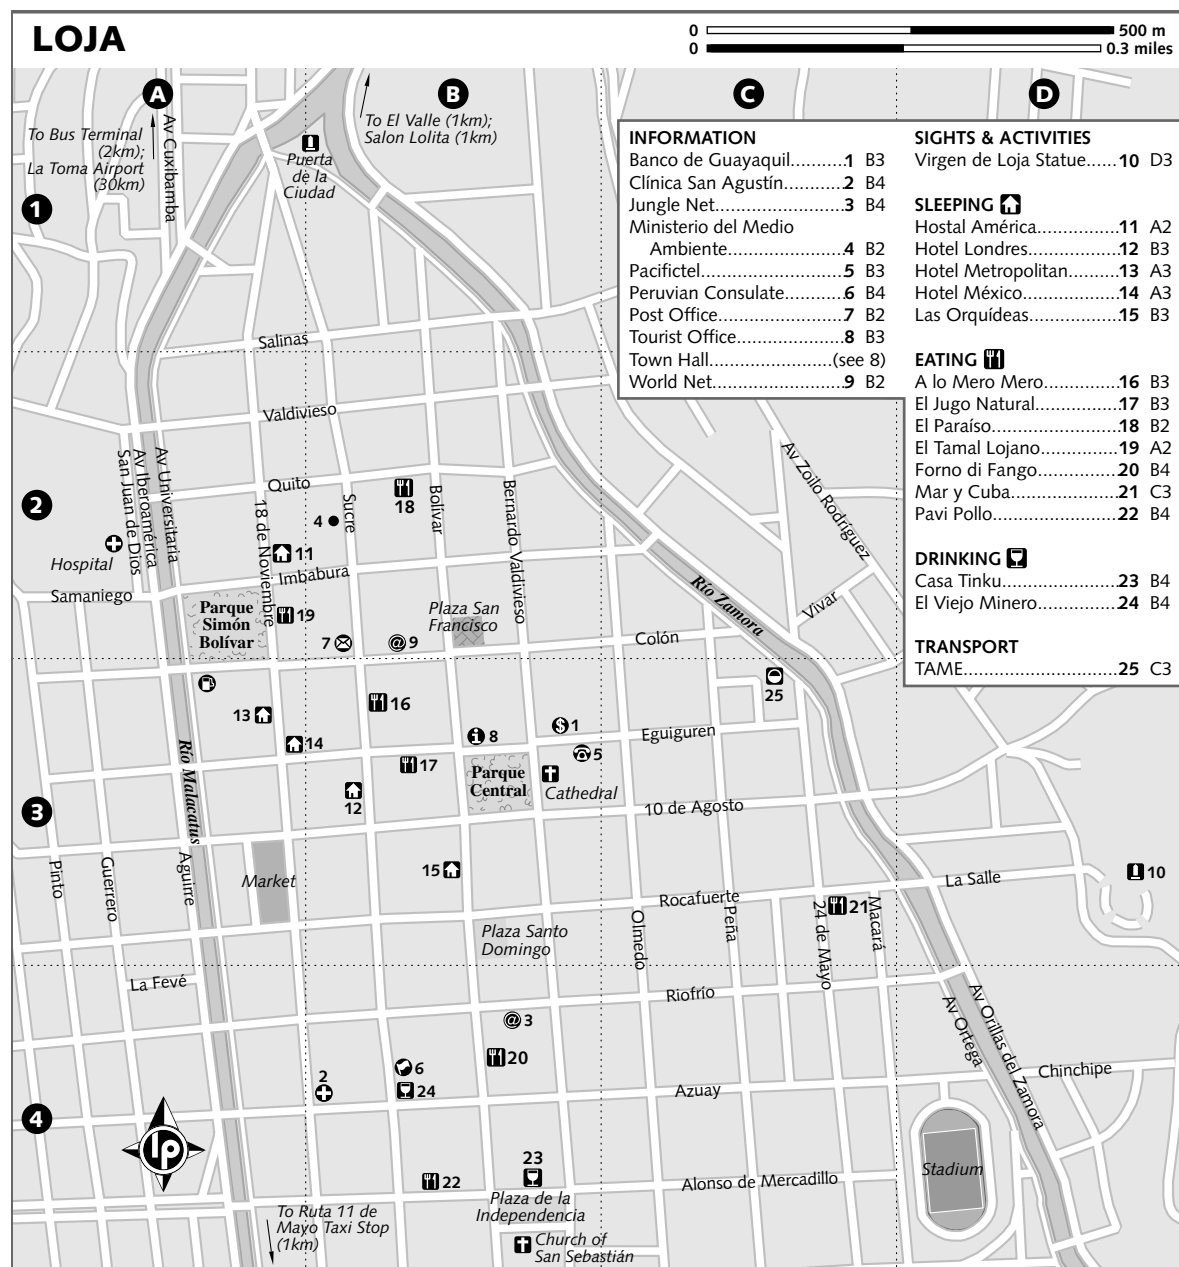 LOJA
0 500 m
0 0.3 miles
A
B
C
D
1
2
3
4
To Bus Terminal
(2km);
La Toma Airport
(30km)
Av Cuxibamba
To El Valle (1km);
Salon Lolita (1km)
Puerta
de la
Ciudad
INFORMATION
Banco de Guayaquil..........1 B3
Clínica San Agustín............2 B4
Jungle Net.......................3 B4
Ministerio del Medio
Ambiente....................4 B2
Pacifictel..........................5 B3
Peruvian Consulate............6 B4
Post Office.......................7 B2
Tourist Office....................8 B3
Town Hall......................(see 8)
World Net........................9 B2
SIGHTS & ACTIVITIES
Virgen de Loja Statue......10 D3
SLEEPING
Hostal América...............11 A2
Hotel Londres.................12 B3
Hotel Metropolitan..........13 A3
Hotel México..................14 A3
Las Orquídeas.................15 B3
EATING
A lo Mero Mero..............16 B3
El Jugo Natural...............17 B3
El Paraíso.......................18 B2
El Tamal Lojano..............19 A2
Forno di Fango...............20 B4
Mar y Cuba....................21 C3
Pavi Pollo.......................22 B4
DRINKING
Casa Tinku.....................23 B4
El Viejo Minero...............24 B4
TRANSPORT
TAME............................25 C3
Salinas
Valdivieso
Quito
Imbabura
Samaniego
Hospital
San Juan de Dios
Av Iberoamérica
Av Universitaria
18 de Noviembre
Sucre
Bolívar
Bernardo Valdivieso
Av Zoilo Rodríguez
Vivar
Río Zamora
4
18
11
19
Parque
Simón
Bolívar
Plaza San
Francisco
7
@ 9
Colón
25
13
14
16
8
1
5
Eguiguren
17
12
Parque
Central
Cathedral
10 de Agosto
Río Malacatus
Pinto
Guerrero
Aguirre
Market
15
Rocafuerte
La Salle
10
21
Plaza Santo
Domingo
Olmedo
Peña
24 de Mayo
Macará
La Fevé
Riofrío
@ 3
20
Av Ortega
Av Orillas del Zamora
Chinchipe
2
6
24
Azuay
lp
23
22
Stadium
Alonso de Mercadillo
Plaza de la
Independencia
To Ruta 11 de
Mayo Taxi Stop
(1km)
Church of
San Sebastián